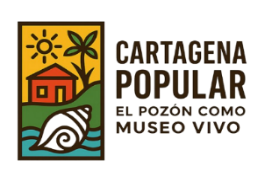 CARTAGENA
POPULAR
EL POZÓN COMO
MUSEO VIVO